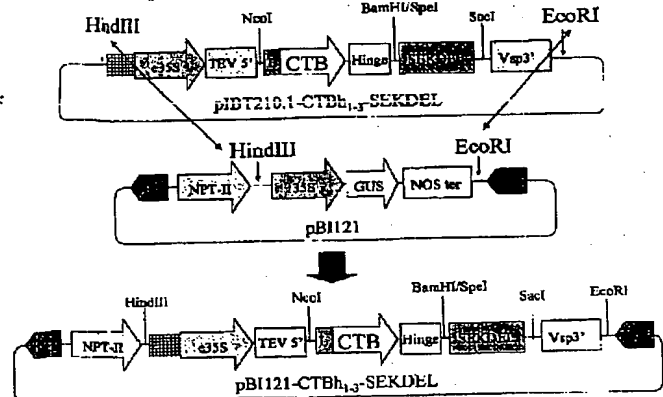 HindIII
NcoI
BamHI/SpeI
SacI
EcoRI
e35S TEV 5' CTB Hinge SEKDEL Vsp3'
pIBT210.1-CTBh1-3-SEKDEL
HindIII
EcoRI
NPT-II GUS NOS ter
pBI121
HindIII
NcoI
BamHI/SpeI
SacI
EcoRI
NPT-II e35S TEV 5' CTB Hinge SEKDEL Vsp3'
pBI121-CTBh1-3-SEKDEL